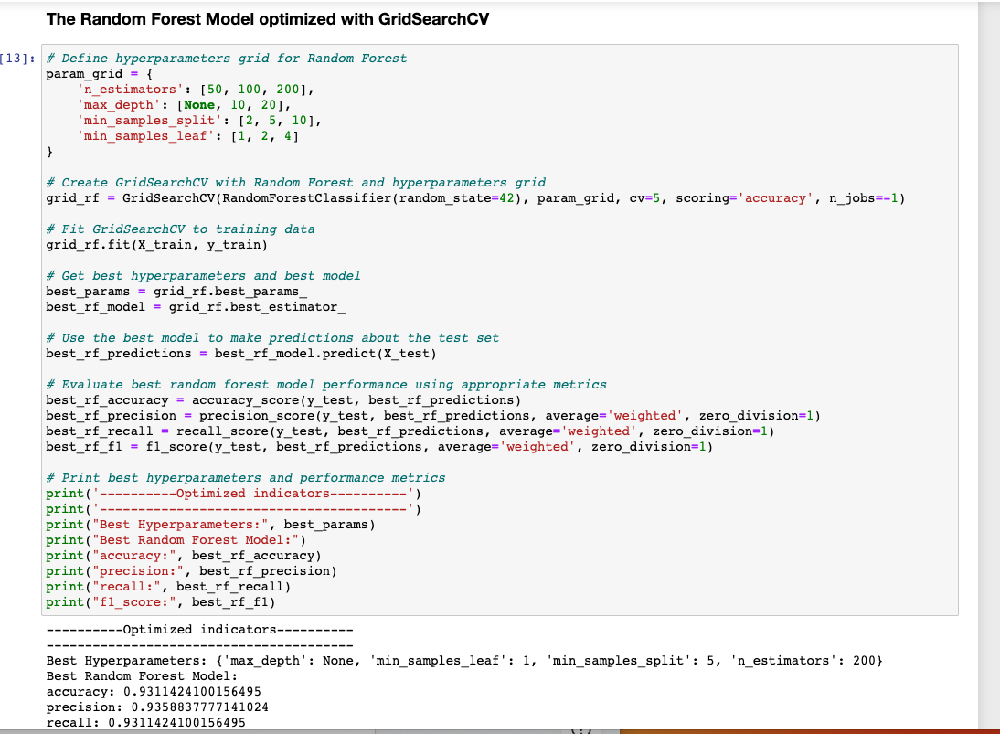 The Random Forest Model optimized with GridSearchCV
[13]: # Define hyperparameters grid for Random Forest
param_grid = {
    'n_estimators': [50, 100, 200],
    'max_depth': [None, 10, 20],
    'min_samples_split': [2, 5, 10],
    'min_samples_leaf': [1, 2, 4]
}
# Create GridSearchCV with Random Forest and hyperparameters grid
grid_rf = GridSearchCV(RandomForestClassifier(random_state=42), param_grid, cv=5, scoring='accuracy', n_jobs=-1)
# Fit GridSearchCV to training data
grid_rf.fit(X_train, y_train)
# Get best hyperparameters and best model
best_params = grid_rf.best_params_
best_rf_model = grid_rf.best_estimator_
# Use the best model to make predictions about the test set
best_rf_predictions = best_rf_model.predict(X_test)
# Evaluate best random forest model performance using appropriate metrics
best_rf_accuracy = accuracy_score(y_test, best_rf_predictions)
best_rf_precision = precision_score(y_test, best_rf_predictions, average='weighted', zero_division=1)
best_rf_recall = recall_score(y_test, best_rf_predictions, average='weighted', zero_division=1)
best_rf_f1 = f1_score(y_test, best_rf_predictions, average='weighted', zero_division=1)
# Print best hyperparameters and performance metrics
print('----------Optimized indicators----------')
print('----------------------------------------')
print("Best Hyperparameters:", best_params)
print("Best Random Forest Model:")
print("accuracy:", best_rf_accuracy)
print("precision:", best_rf_precision)
print("recall:", best_rf_recall)
print("f1_score:", best_rf_f1)
----------Optimized indicators----------
----------------------------------------
Best Hyperparameters: {'max_depth': None, 'min_samples_leaf': 1, 'min_samples_split': 5, 'n_estimators': 200}
Best Random Forest Model:
accuracy: 0.9311424100156495
precision: 0.9358837777141024
recall: 0.9311424100156495